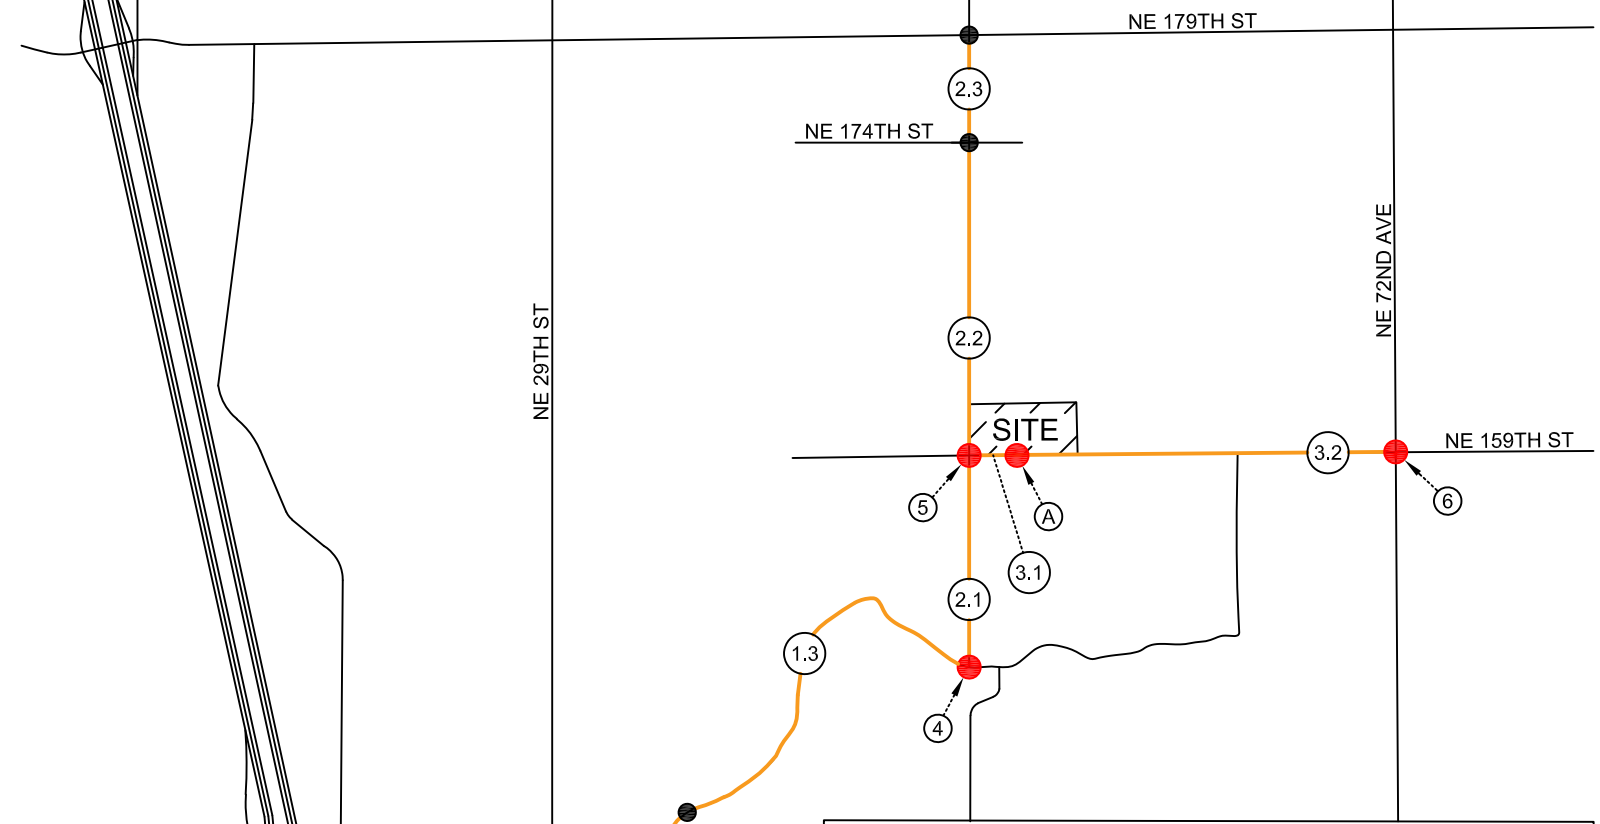 NE 179TH ST
2.3
NE 174TH ST
NE 72ND AVE
NE 29TH ST
2.2
SITE
NE 159TH ST
3.2
5
A
6
3.1
2.1
1.3
4